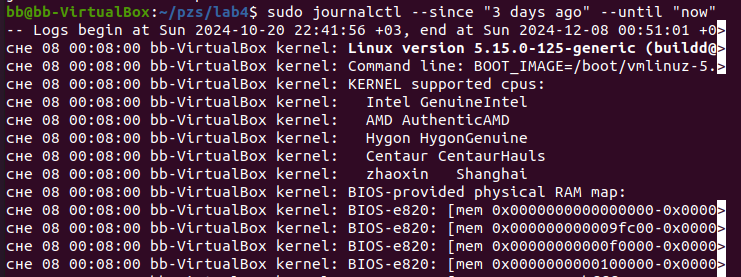 bb@bb-VirtualBox:~/pzs/lab4$ sudo journalctl --since "3 days ago" --until "now"
-- Logs begin at Sun 2024-10-20 22:41:56 +03, end at Sun 2024-12-08 00:51:01 +0>
сне 08 00:08:00 bb-VirtualBox kernel: Linux version 5.15.0-125-generic (buildd@>
сне 08 00:08:00 bb-VirtualBox kernel: Command line: BOOT_IMAGE=/boot/vmlinuz-5.>
сне 08 00:08:00 bb-VirtualBox kernel: KERNEL supported cpus:
сне 08 00:08:00 bb-VirtualBox kernel:   Intel GenuineIntel
сне 08 00:08:00 bb-VirtualBox kernel:   AMD AuthenticAMD
сне 08 00:08:00 bb-VirtualBox kernel:   Hygon HygonGenuine
сне 08 00:08:00 bb-VirtualBox kernel:   Centaur CentaurHauls
сне 08 00:08:00 bb-VirtualBox kernel:   zhaoxin   Shanghai
сне 08 00:08:00 bb-VirtualBox kernel: BIOS-provided physical RAM map:
сне 08 00:08:00 bb-VirtualBox kernel: BIOS-e820: [mem 0x0000000000000000-0x0000>
сне 08 00:08:00 bb-VirtualBox kernel: BIOS-e820: [mem 0x000000000009fc00-0x0000>
сне 08 00:08:00 bb-VirtualBox kernel: BIOS-e820: [mem 0x00000000000f0000-0x0000>
сне 08 00:08:00 bb-VirtualBox kernel: BIOS-e820: [mem 0x0000000000100000-0x0000>